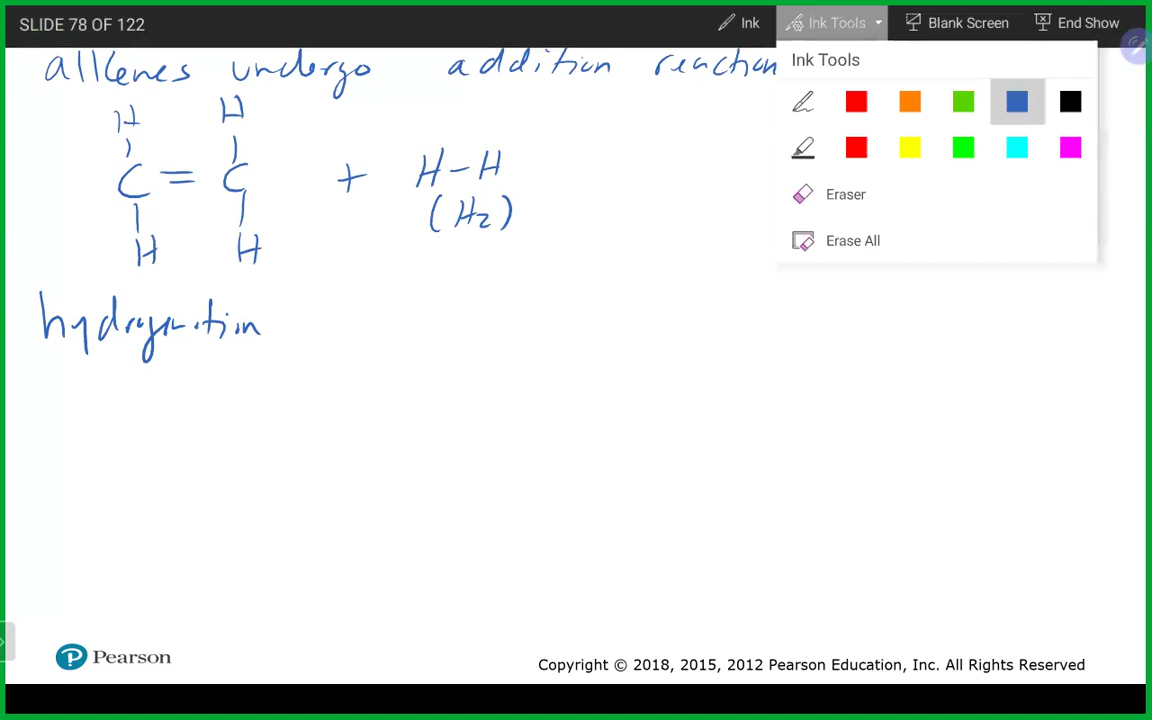 SLIDE 78 OF 122
Ink
Ink Tools
Blank Screen
End Show
Ink Tools
Eraser
Erase All
alkenes undergo addition reaction
H H
C = C + H-H
(H2)
H H
hydrogenation
Pearson
Copyright © 2018, 2015, 2012 Pearson Education, Inc. All Rights Reserved